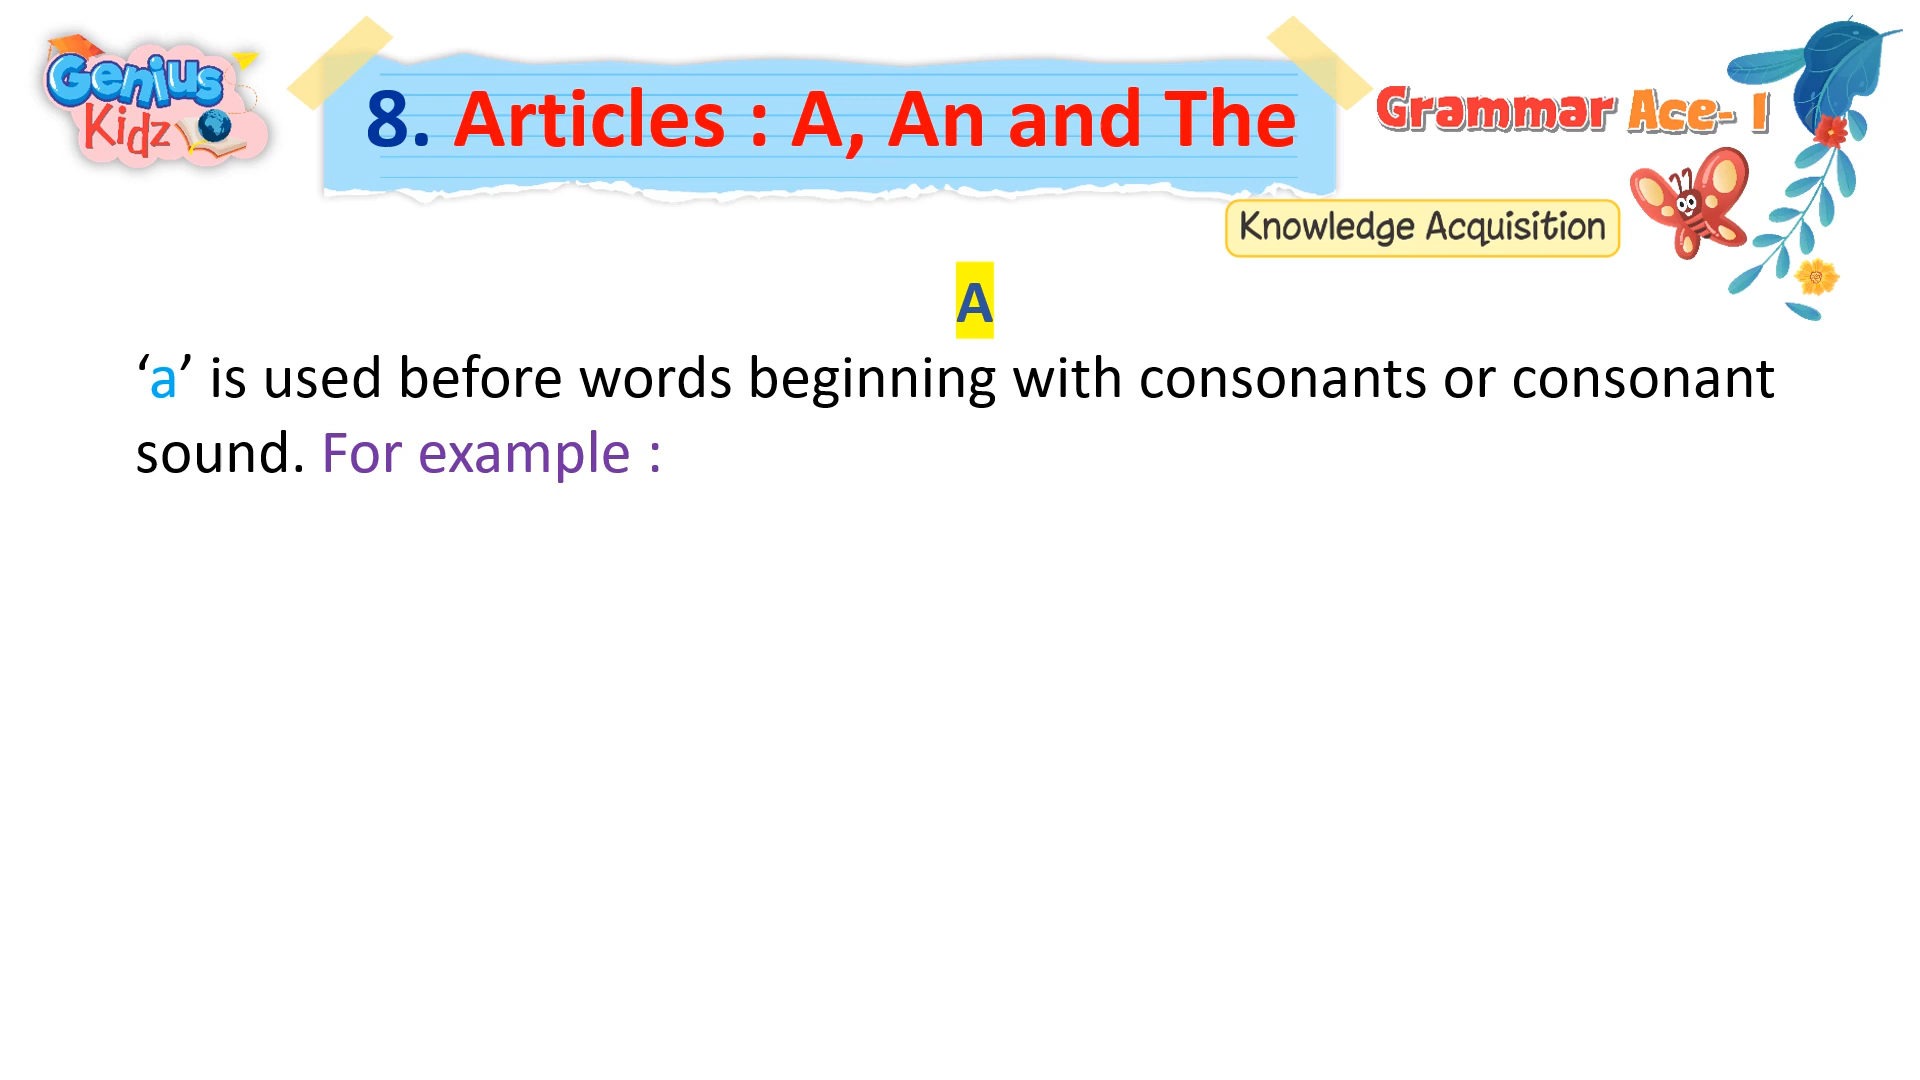 Genius
Kidz
8. Articles : A, An and The
Grammar Ace- 1
Knowledge Acquisition
A
‘a’ is used before words beginning with consonants or consonant
sound. For example :